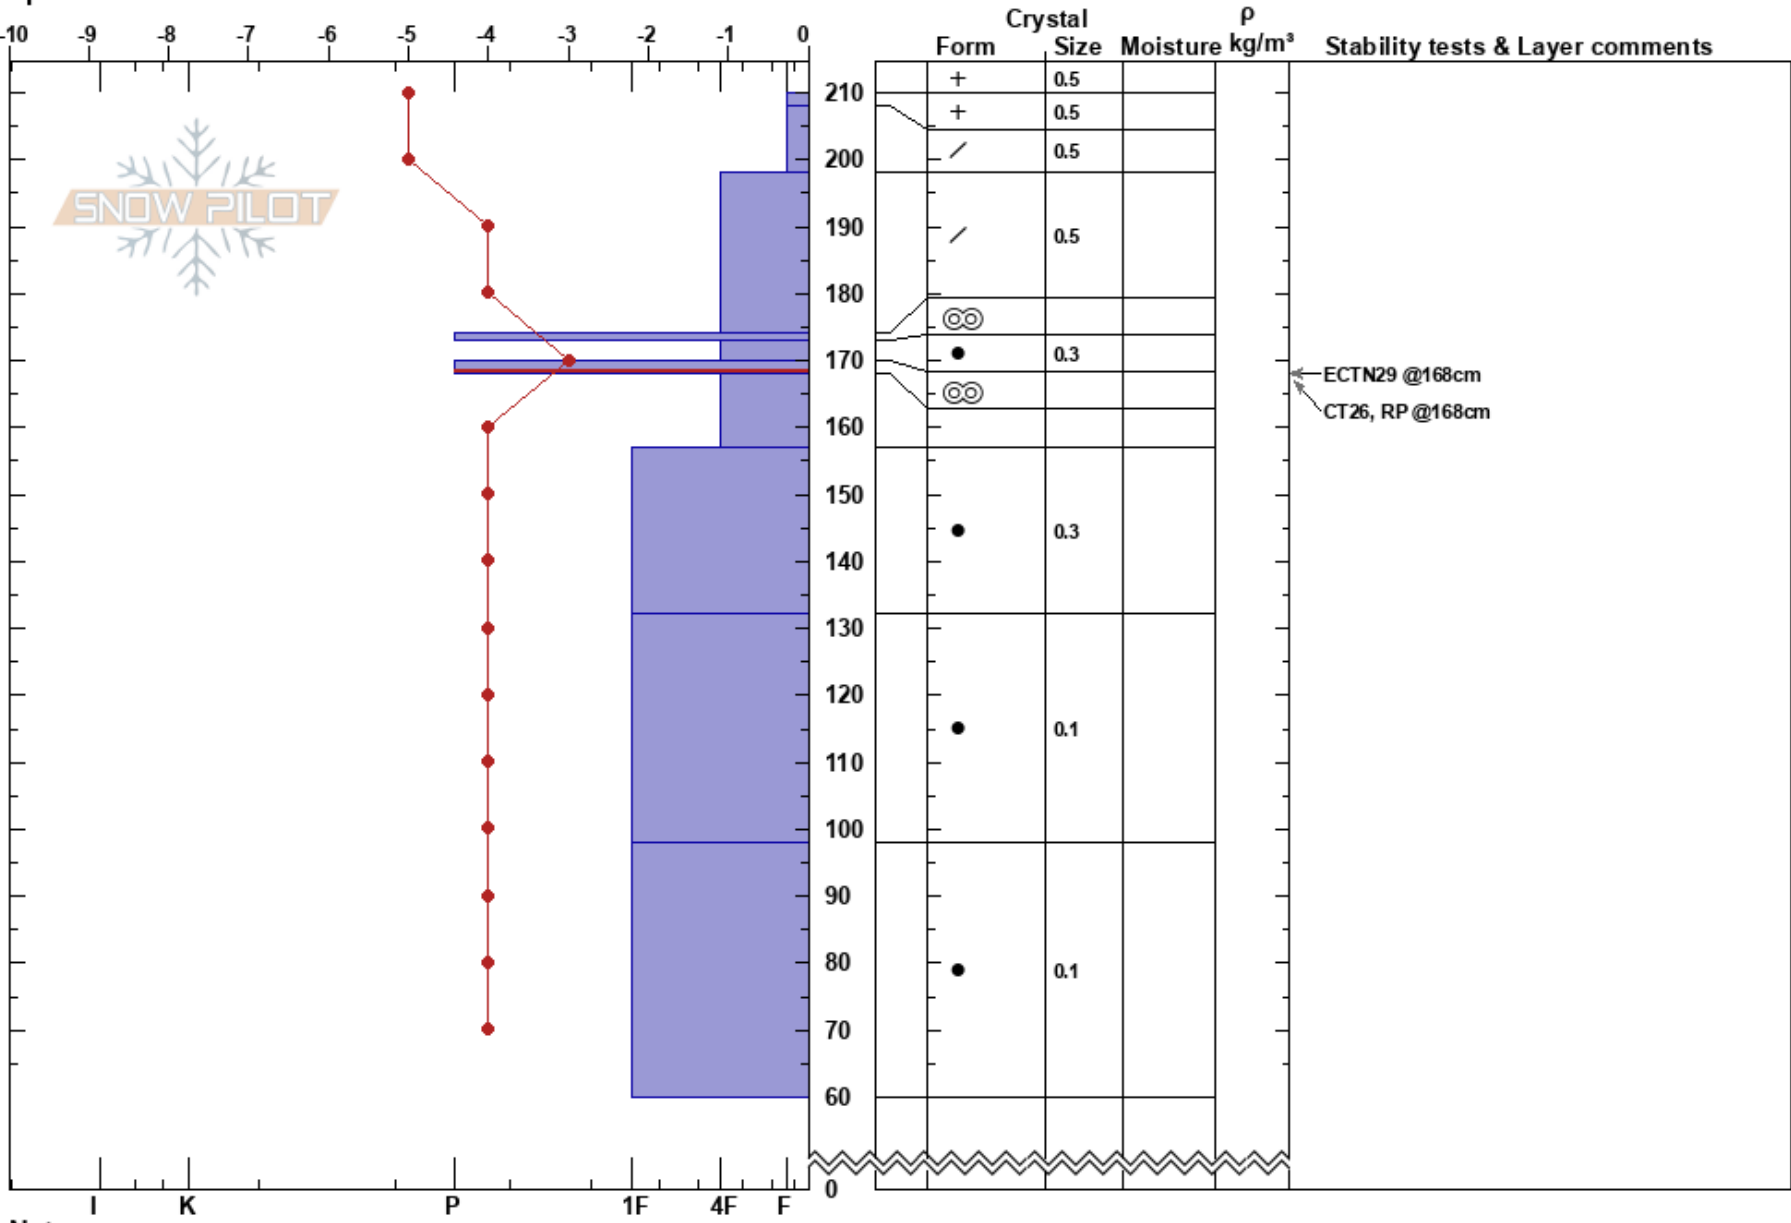 Crystal ρ
-10 -9 -8 -7 -6 -5 -4 -3 -2 -1 0 Form Size Moisture kg/m³ Stability tests & Layer comments
SNOW PILOT
210 + 0.5
+ 0.5
200 / 0.5
190 / 0.5
180
170 0.3
ECTN29 @168cm
CT26, RP @168cm
160
150
0.3
140
130
120
0.1
110
100
90
80 0.1
70
60
0
I K P 1F 4F F